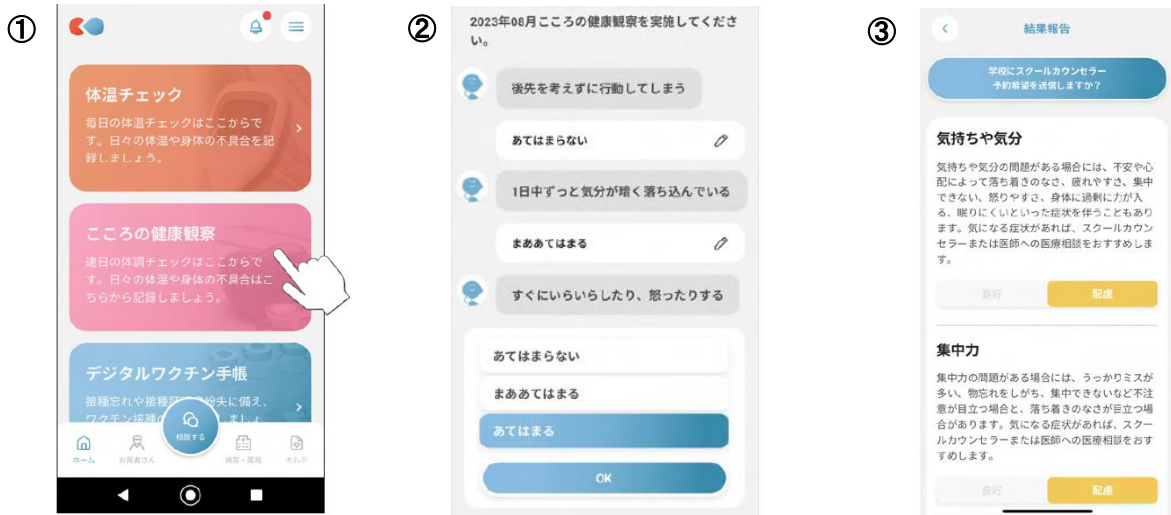 ①
体温チェック
毎日の体温チェックはここからで
す。日々の体温や身体の不具合を記
録しましょう。
こころの健康観察
連日の体調チェックはここからで
す。日々の体温や身体の不具合はこ
ちらから記録しましょう。
デジタルワクチン手帳
接種忘れや接種 紛失に備え、
ワクチン接種 しましょ
相談する
ホーム
お医者さん
病院・薬局
カルテ
②
2023年08月こころの健康観察を実施してくださ
い。
後先を考えずに行動してしまう
あてはまらない
1日中ずっと気分が暗く落ち込んでいる
まああてはまる
すぐにいらいらしたり、怒ったりする
あてはまらない
まああてはまる
あてはまる
OK
③
結果報告
学校にスクールカウンセラー
予約希望を送信しますか？
気持ちや気分
気持ちや気分の問題がある場合には、不安や心
配によって落ち着きのなさ、疲れやすさ、集中
できない、怒りやすさ、身体に過剰に力が入
る、眠りにくいといった症状を伴うこともあり
ます。気になる症状があれば、スクールカウン
セラーまたは医師への医療相談をおすすめしま
す。
良好
配慮
集中力
集中力の問題がある場合には、うっかりミスが
多い、物忘れをしがち、集中できないなど不注
意が目立つ場合と、落ち着きのなさが目立つ場
合があります。気になる症状があれば、スクー
ルカウンセラーまたは医師への医療相談をおす
すめします。
良好
配慮